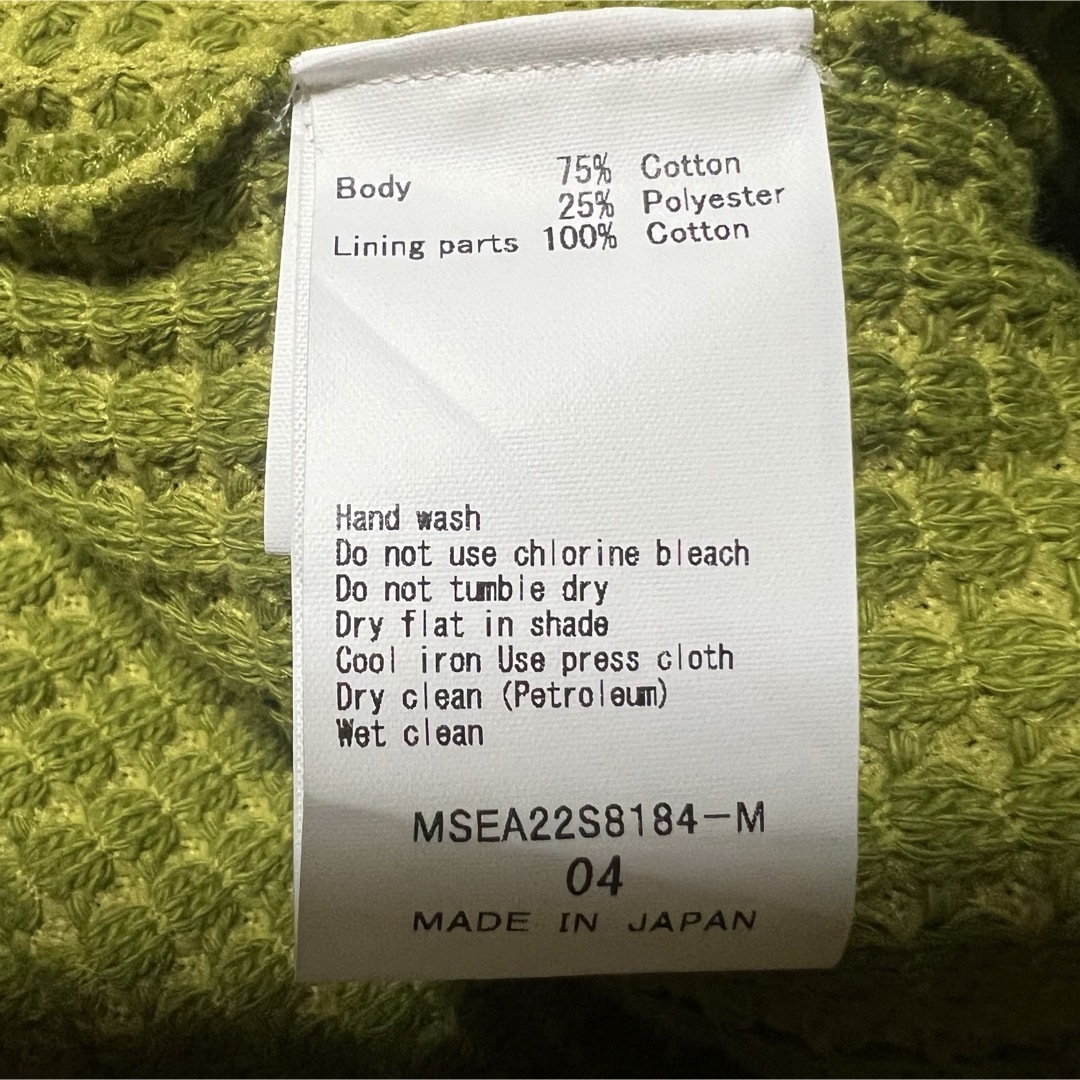 Body 75% Cotton
25% Polyester
Lining parts 100% Cotton
Hand wash
Do not use chlorine bleach
Do not tumble dry
Dry flat in shade
Cool iron Use press cloth
Dry clean (Petroleum)
Wet clean
MSEA22S8184-M
04
MADE IN JAPAN